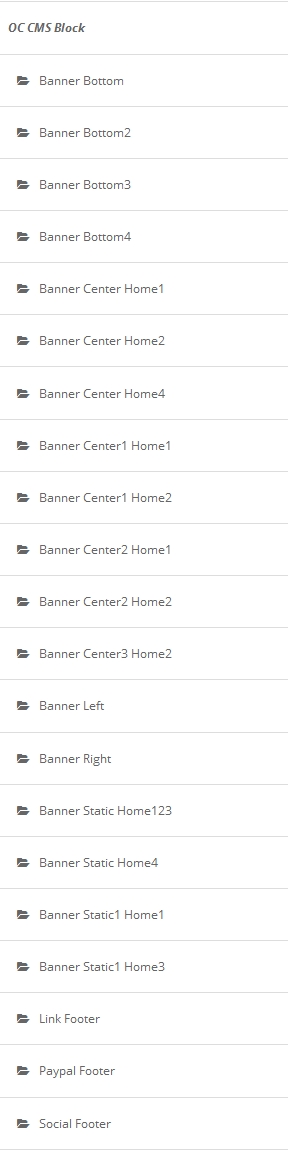 OC CMS Block
Banner Bottom
Banner Bottom2
Banner Bottom3
Banner Bottom4
Banner Center Home1
Banner Center Home2
Banner Center Home4
Banner Center1 Home1
Banner Center1 Home2
Banner Center2 Home1
Banner Center2 Home2
Banner Center3 Home2
Banner Left
Banner Right
Banner Static Home123
Banner Static Home4
Banner Static1 Home1
Banner Static1 Home3
Link Footer
Paypal Footer
Social Footer